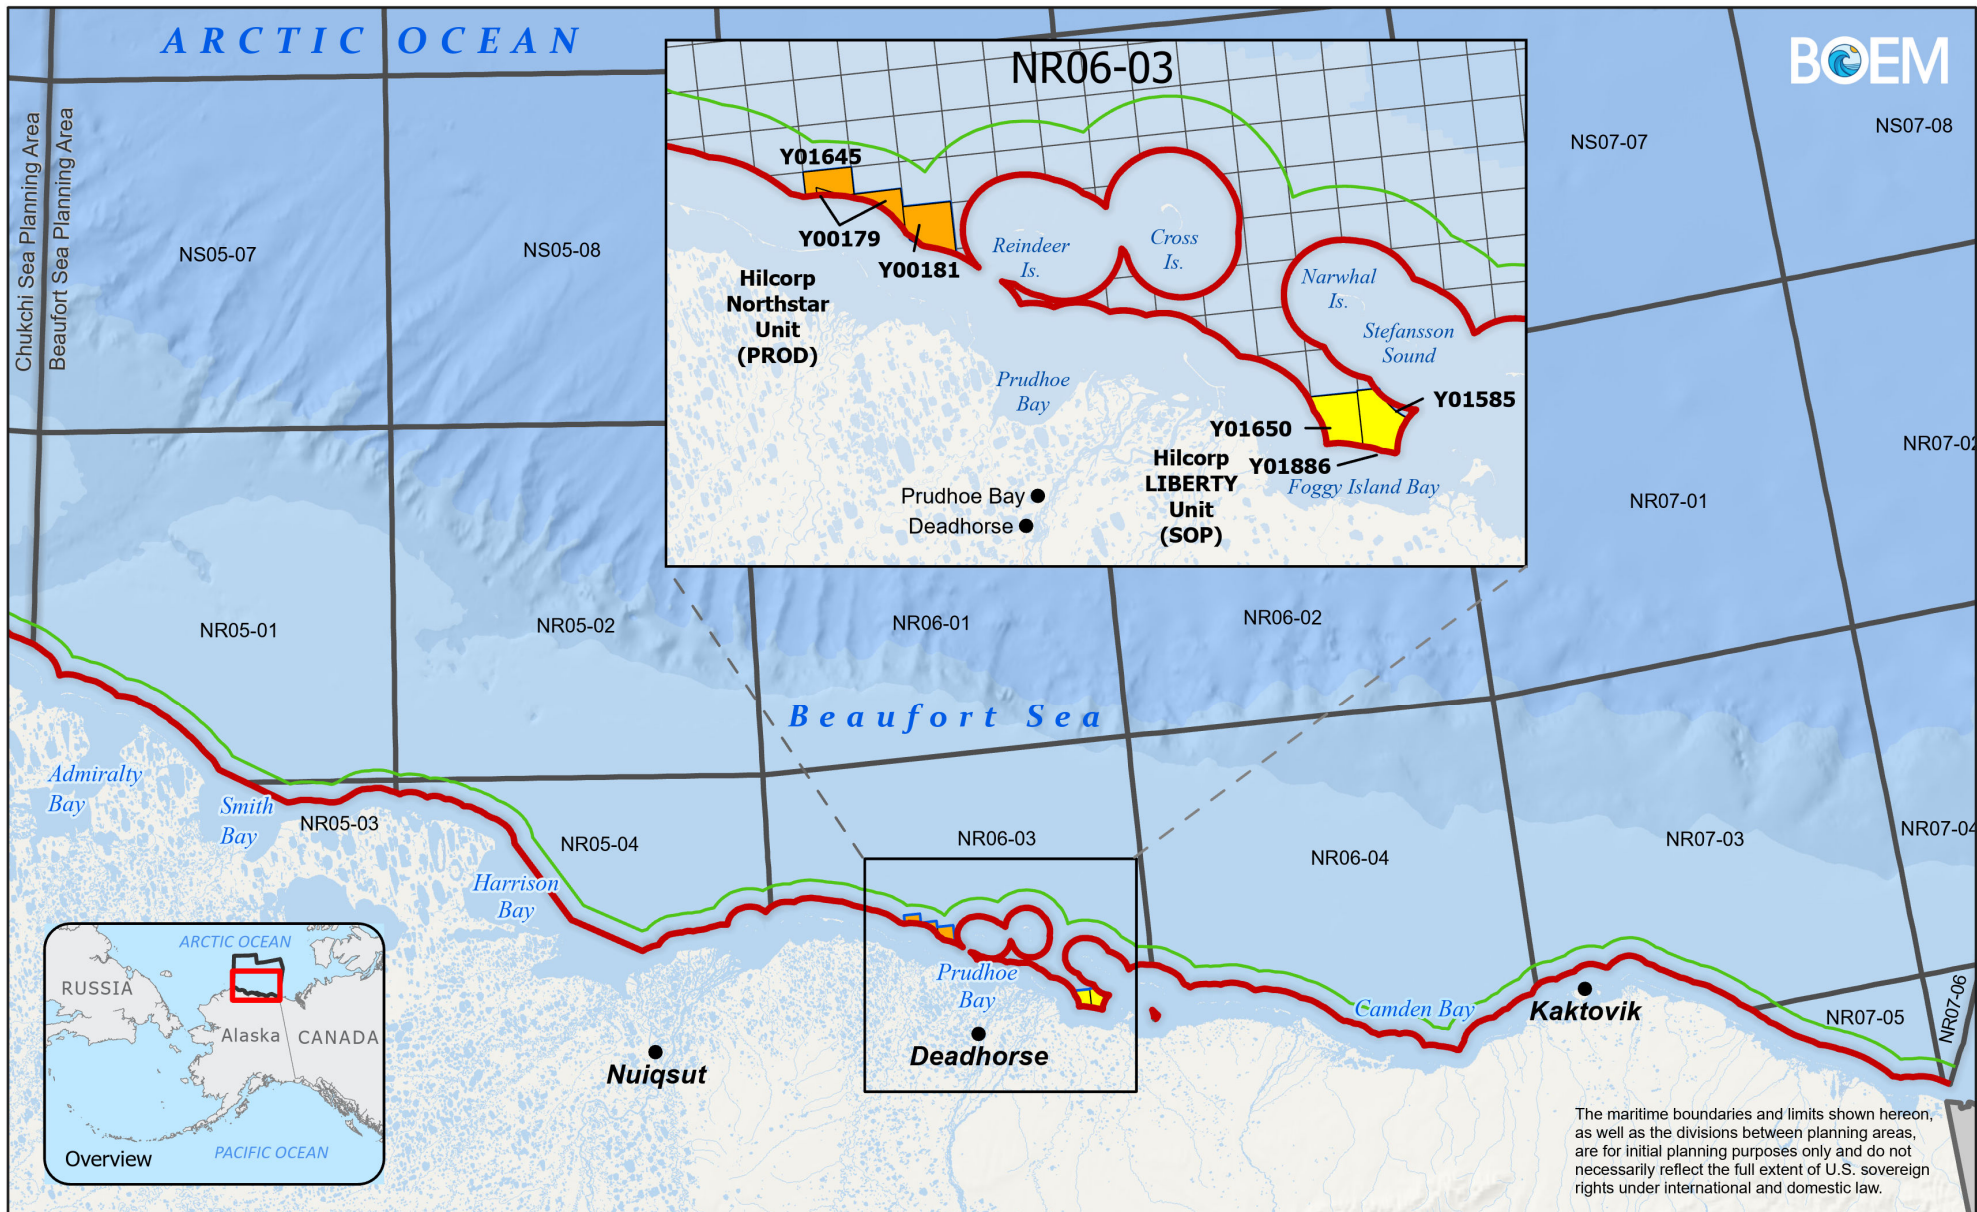 ARCTIC OCEAN
BOEM
Chukchi Sea Planning Area
Beaufort Sea Planning Area
NR06-03
Y01645
Y00179
Y00181
Hilcorp
Northstar
Unit
(PROD)
Reindeer
Is.
Cross
Is.
Narwhal
Is.
Stefansson
Sound
Prudhoe
Bay
Y01585
Y01650
Y01886
Hilcorp
LIBERTY
Unit
(SOP)
Foggy Island Bay
Prudhoe Bay
Deadhorse
NS05-07
NS05-08
NS07-07
NS07-08
NR07-01
NR07-02
NR05-01
NR05-02
NR06-01
NR06-02
Beaufort Sea
Admiralty
Bay
Smith
Bay
NR05-03
NR05-04
NR06-03
NR06-04
NR07-03
NR07-04
Harrison
Bay
Prudhoe
Bay
Camden Bay
Kaktovik
NR07-05
NR07-06
Nuiqsut
Deadhorse
ARCTIC OCEAN
RUSSIA
Alaska
CANADA
PACIFIC OCEAN
Overview
The maritime boundaries and limits shown hereon,
as well as the divisions between planning areas,
are for initial planning purposes only and do not
necessarily reflect the full extent of U.S. sovereign
rights under international and domestic law.